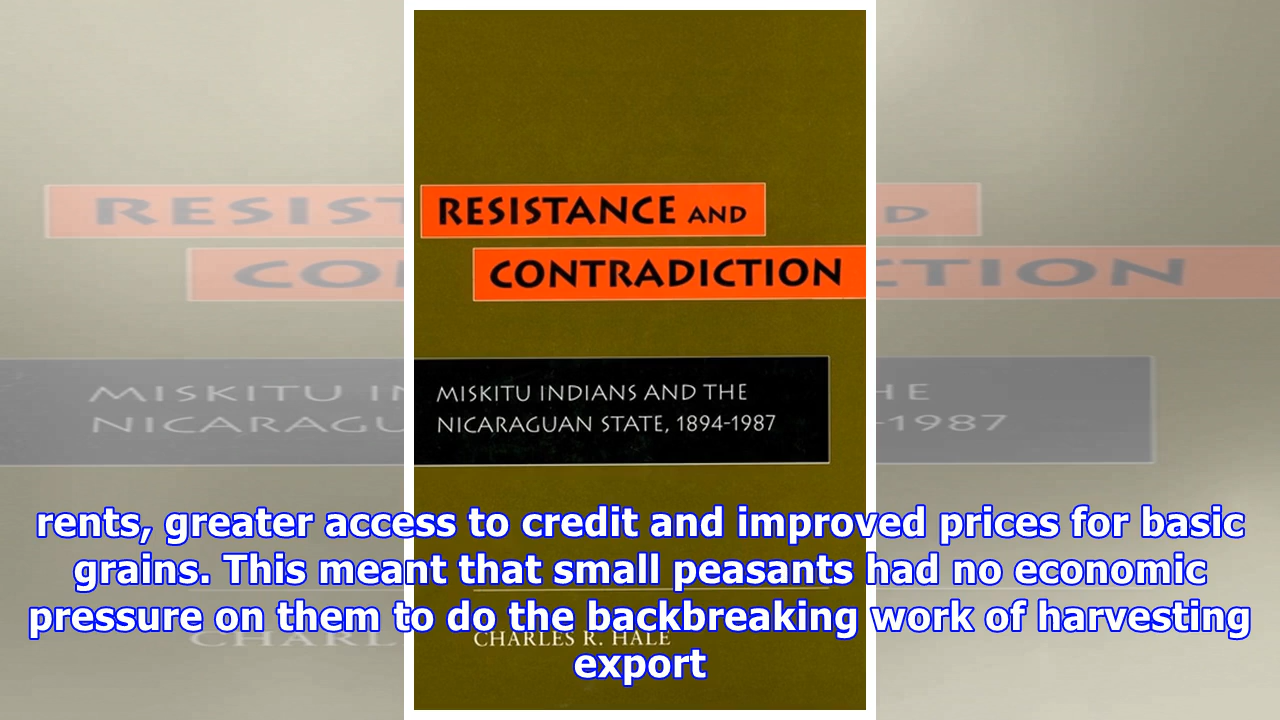 RESISTANCE AND
CONTRADICTION
MISKITU INDIANS AND THE
NICARAGUAN STATE, 1894-1987
rents, greater access to credit and improved prices for basic
grains. This meant that small peasants had no economic
pressure on them to do the backbreaking work of harvesting
export
CHARLES R. HALE